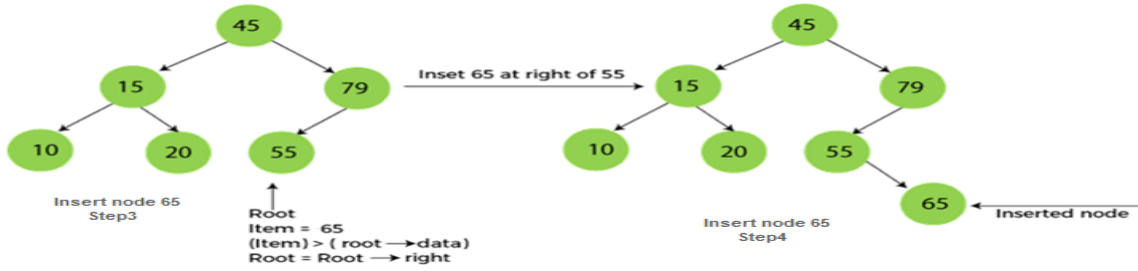 45
15
79
10
20
55
Insert node 65
Step3
Root
Item = 65
(Item) > ( root → data)
Root = Root → right
Inset 65 at right of 55
45
15
79
10
20
55
65
Inserted node
Insert node 65
Step4